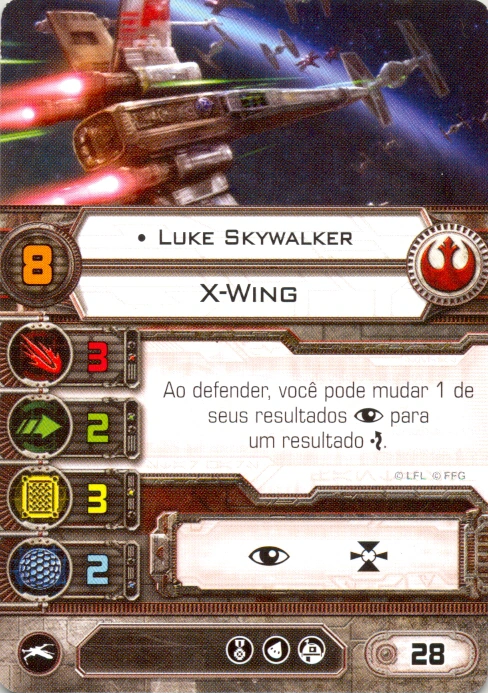 • Luke Skywalker
8
X-Wing
3
Ao defender, você pode mudar 1 de
seus resultados para
um resultado .
2
© LFL © FFG
3
2
28